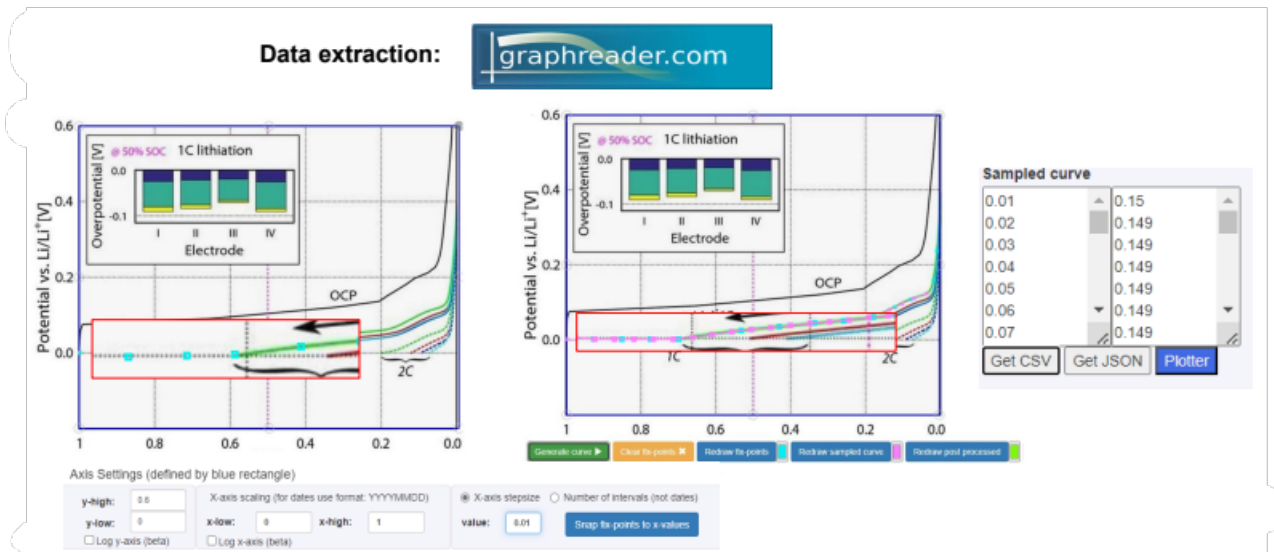 Data extraction:
graphreader.com
0.6
@ 50% SOC 1C lithiation
Overpotential [V]
0.0
-0.1
I II III IV
Electrode
Potential vs. Li/Li+[V]
0.4
0.2
0.0
OCP
2C
1 0.8 0.6 0.4 0.2 0.0
0.6
@ 50% SOC 1C lithiation
Overpotential [V]
0.0
-0.1
I II III IV
Electrode
Potential vs. Li/Li+[V]
0.4
0.2
0.0
OCP
1C
2C
1 0.8 0.6 0.4 0.2 0.0
Generate curve
Clear fix-points
Redraw fix-points
Redraw sampled curve
Redraw post processed
Sampled curve
0.01 0.15
0.02 0.149
0.03 0.149
0.04 0.149
0.05 0.149
0.06 0.149
0.07 0.149
Get CSV Get JSON Plotter
Axis Settings (defined by blue rectangle)
y-high: 0.6
y-low: 0
Log y-axis (beta)
X-axis scaling (for dates use format: YYYYMMDD)
x-low: 0 x-high: 1
Log x-axis (beta)
X-axis stepsize Number of intervals (not dates)
value: 0.01 Snap fix-points to x-values